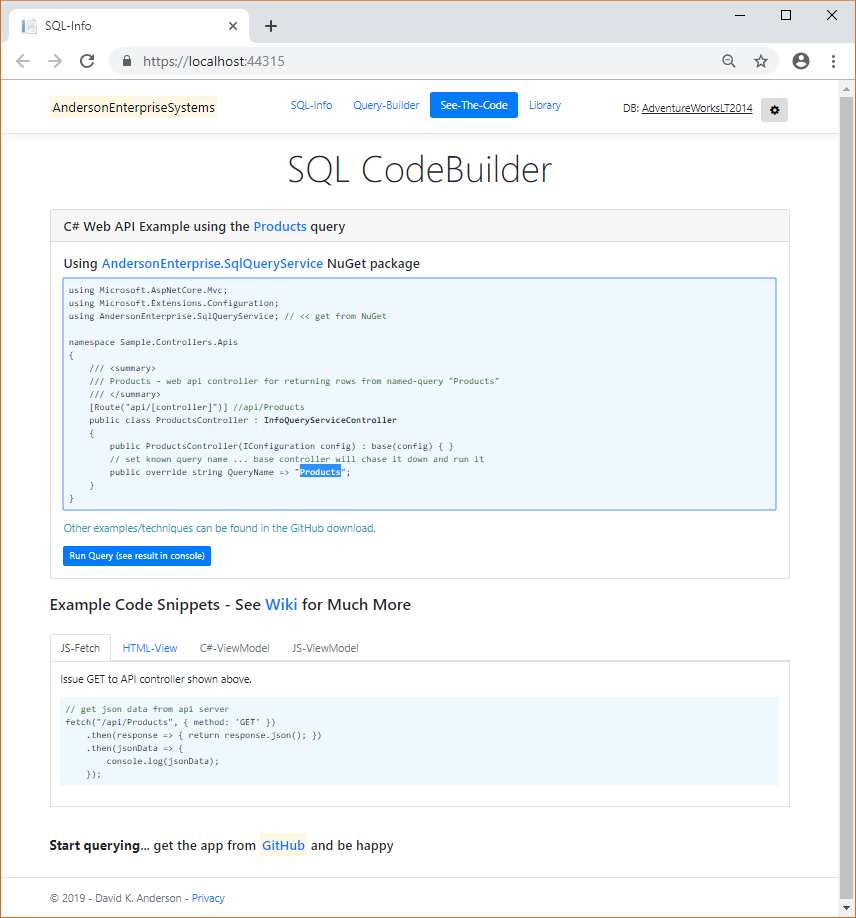 SQL-Info
https://localhost:44315
AndersonEnterpriseSystems SQL-Info Query-Builder See-The-Code Library DB: AdventureWorksLT2014
SQL CodeBuilder
C# Web API Example using the Products query
Using AndersonEnterprise.SqlQueryService NuGet package
using Microsoft.AspNetCore.Mvc;
using Microsoft.Extensions.Configuration;
using AndersonEnterprise.SqlQueryService; // << get from NuGet
namespace Sample.Controllers.Apis
{
/// <summary>
/// Products - web api controller for returning rows from named-query "Products"
/// </summary>
[Route("api/[controller]")] //api/Products
public class ProductsController : InfoQueryServiceController
{
public ProductsController(IConfiguration config) : base(config) { }
// set known query name ... base controller will chase it down and run it
public override string QueryName => "Products";
}
}
Other examples/techniques can be found in the GitHub download.
Run Query (see result in console)
Example Code Snippets - See Wiki for Much More
JS-Fetch HTML-View C#-ViewModel JS-ViewModel
Issue GET to API controller shown above.
// get json data from api server
fetch("/api/Products", { method: 'GET' })
.then(response => { return response.json(); })
.then(jsonData => {
console.log(jsonData);
});
Start querying... get the app from GitHub and be happy
© 2019 - David K. Anderson - Privacy